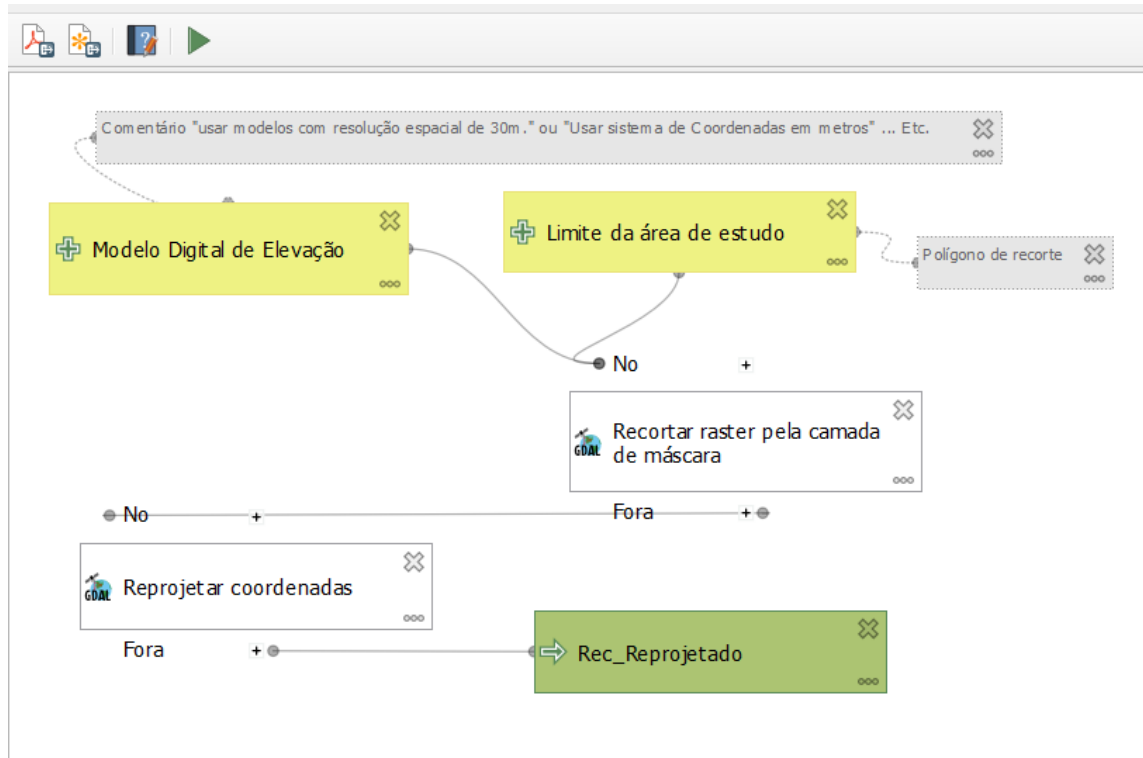 Comentário "usar modelos com resolução espacial de 30m." ou "Usar sistema de Coordenadas em metros" ... Etc.
Modelo Digital de Elevação
Limite da área de estudo
Polígono de recorte
No +
GDAL
Recortar raster pela camada
de máscara
Fora +
No +
GDAL
Reprojetar coordenadas
Fora +
Rec_Reprojetado